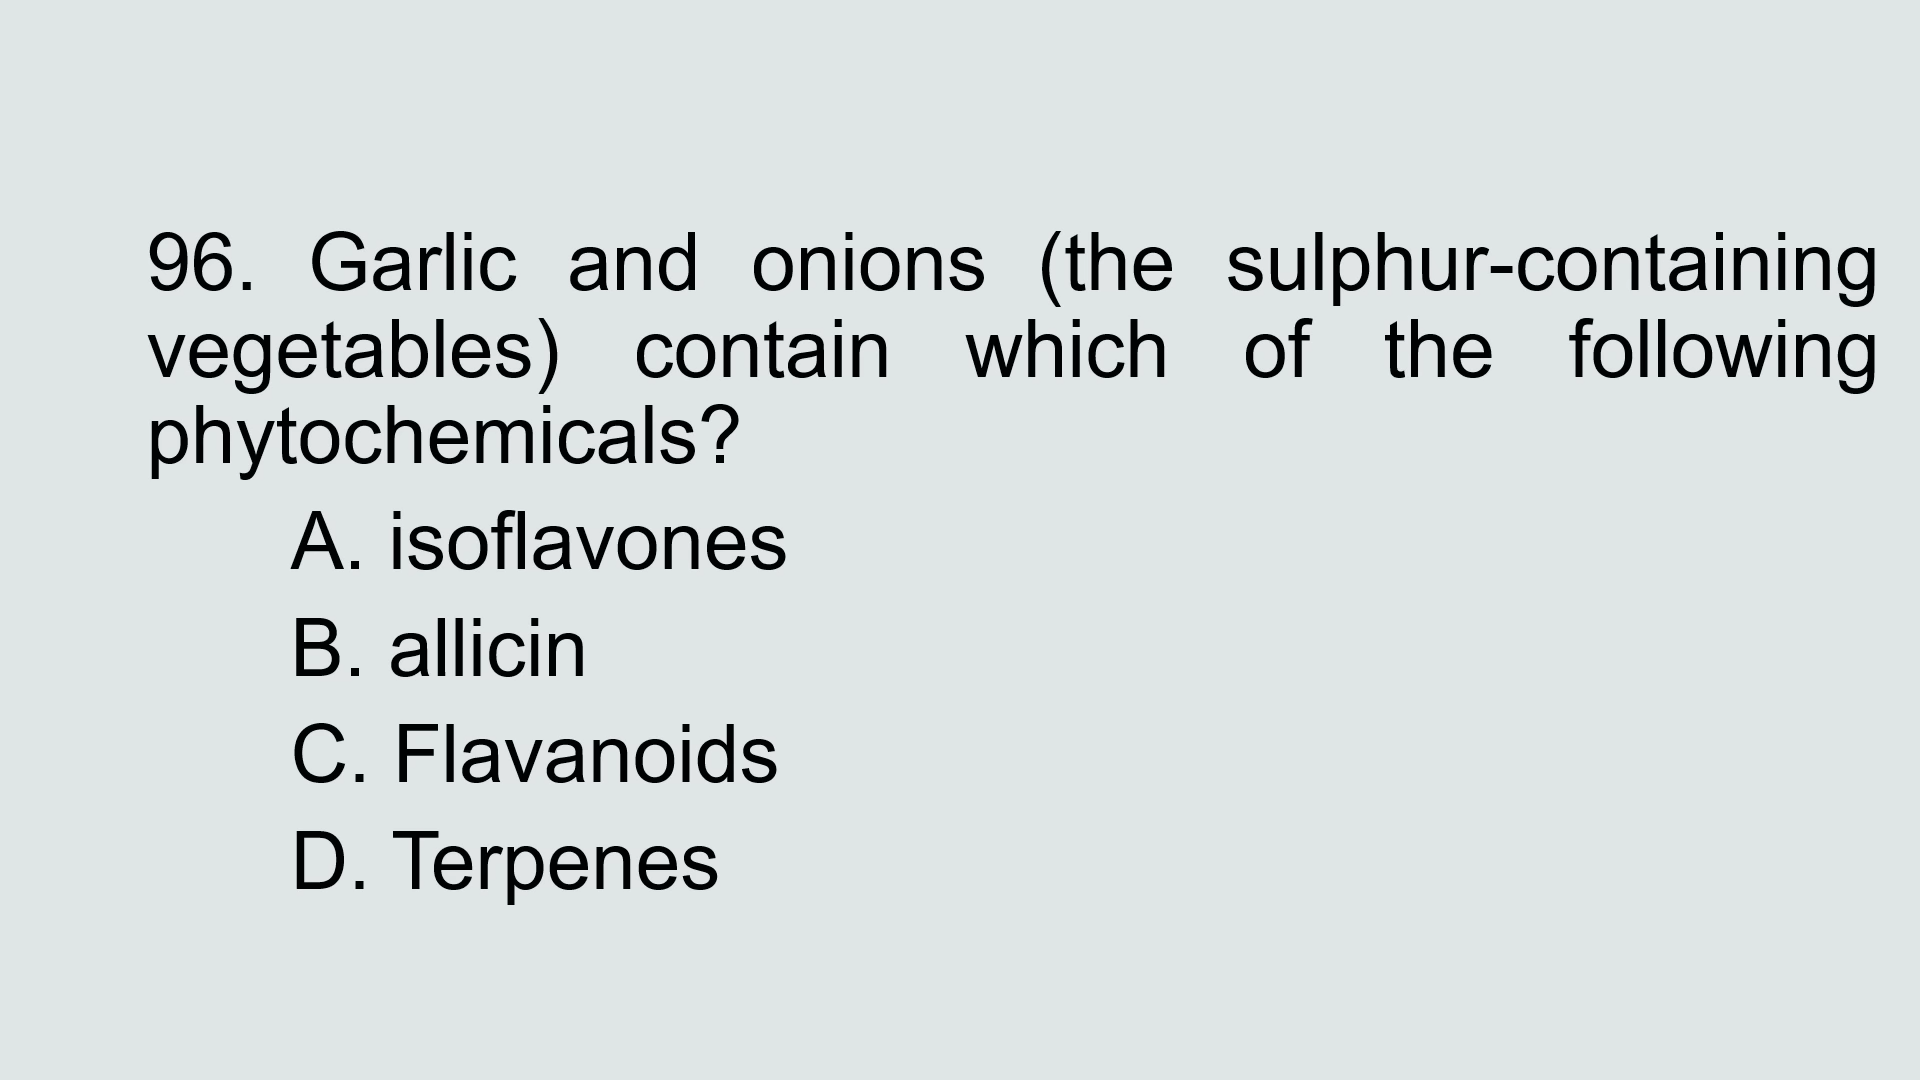 96. Garlic and onions (the sulphur-containing
vegetables) contain which of the following
phytochemicals?
A. isoflavones
B. allicin
C. Flavanoids
D. Terpenes